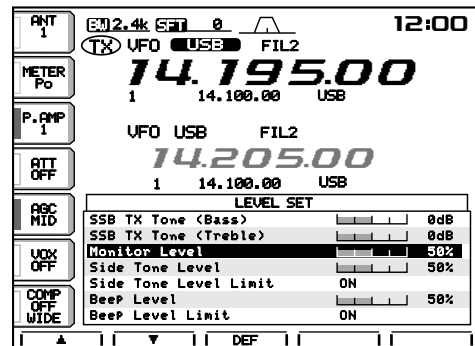 ANT
1
BW 2.4k SFT 0
12:00
TX VFO USB FIL2
METER
Po
14.195.00
1 14.100.00 USB
P.AMP
1
VFO USB FIL2
ATT
OFF
14.205.00
1 14.100.00 USB
AGC
MID
LEVEL SET
SSB TX Tone (Bass) 0dB
SSB TX Tone (Treble) 0dB
Monitor Level 50%
VOX
OFF
Side Tone Level 50%
Side Tone Level Limit ON
COMP
OFF
WIDE
Beep Level 50%
Beep Level Limit ON
▲ ▼ DEF